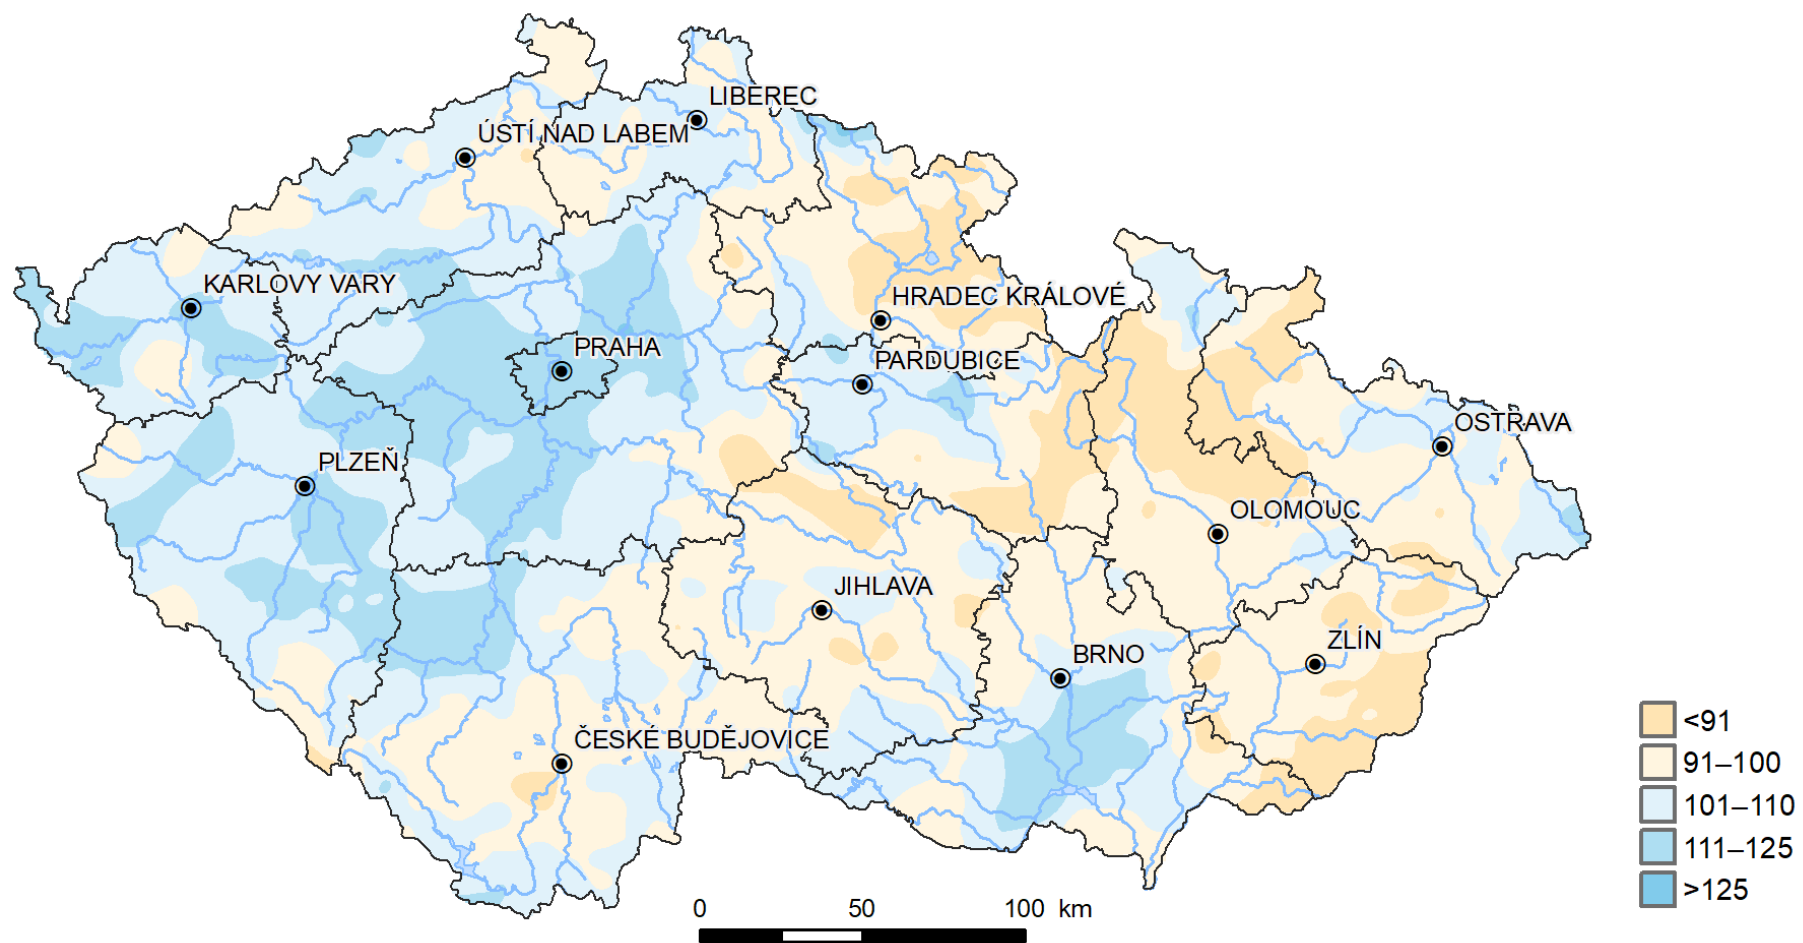 LIBEREC
ÚSTÍ NAD LABEM
KARLOVY VARY
HRADEC KRÁLOVÉ
PRAHA
PARDUBICE
OSTRAVA
PLZEŇ
OLOMOUC
JIHLAVA
ZLÍN
BRNO
ČESKÉ BUDĚJOVICE
<91
91–100
101–110
111–125
>125
0 50 100 km